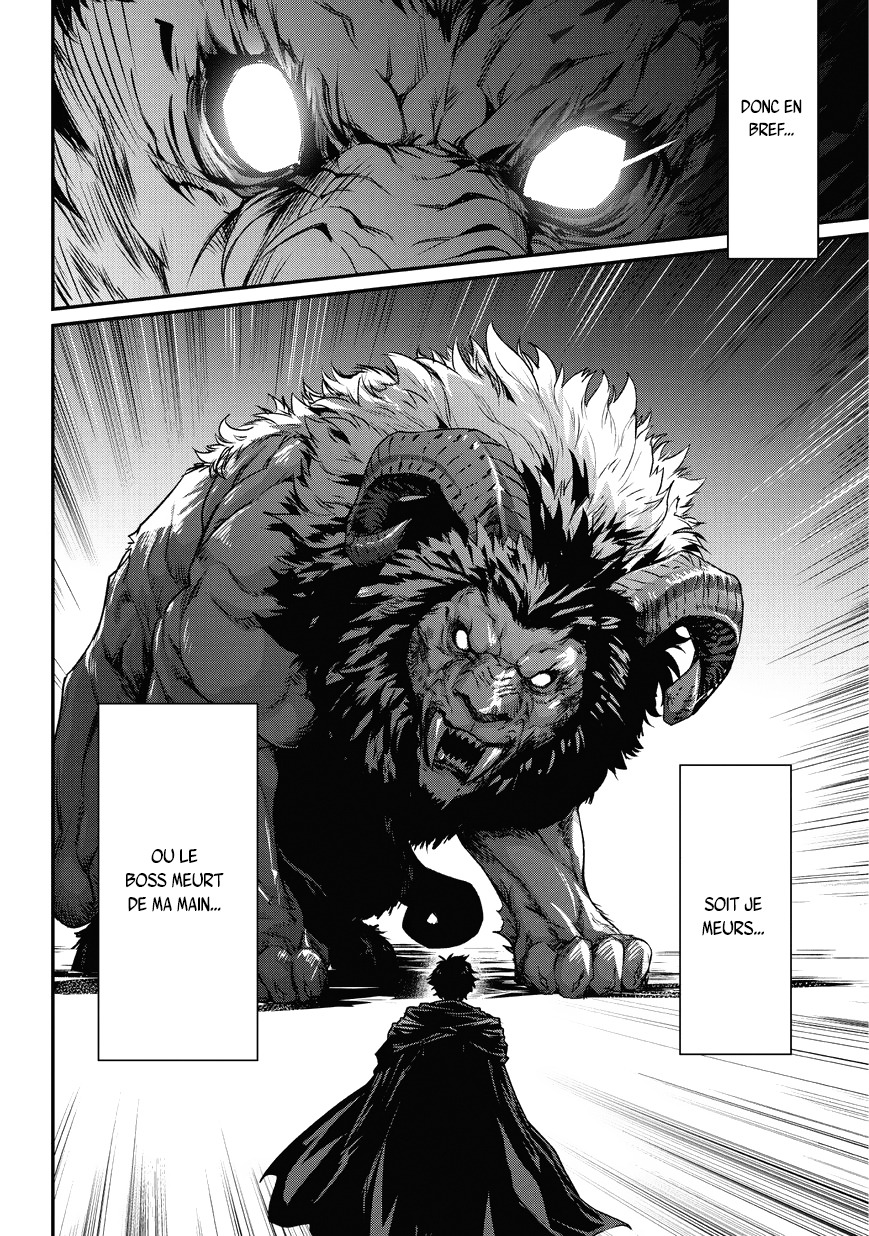 DONC EN
BREF...
SOIT JE
MEURS...
OU LE
BOSS MEURT
DE MA MAIN...